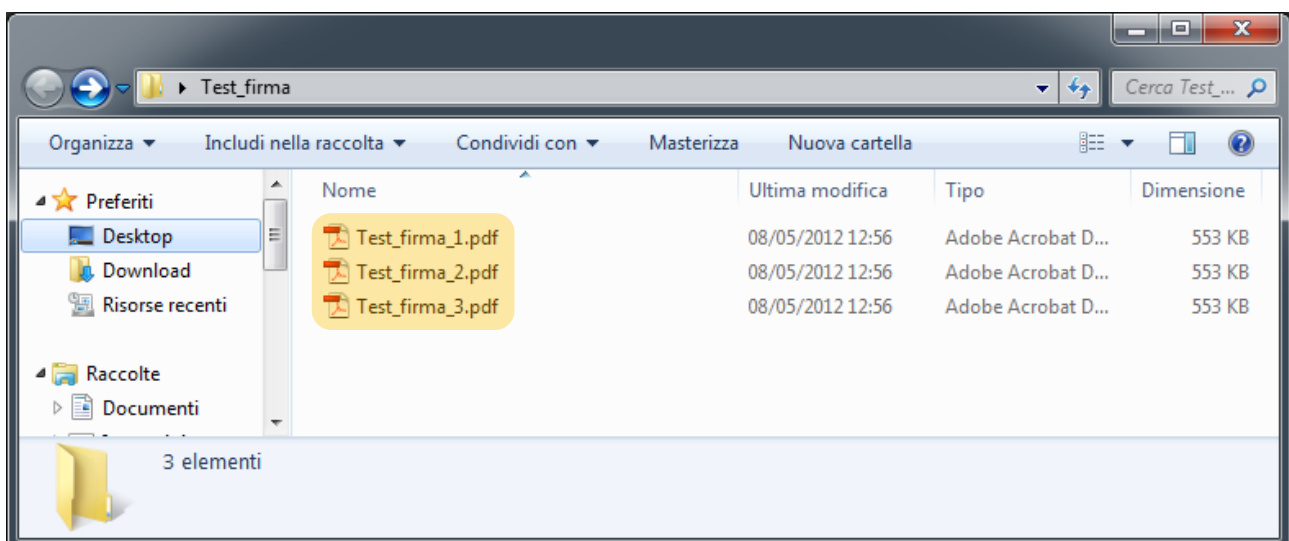 Test_firma
Cerca Test_...
Organizza Includi nella raccolta Condividi con Masterizza Nuova cartella
Preferiti
Desktop
Download
Risorse recenti
Raccolte
Documenti
Nome Ultima modifica Tipo Dimensione
Test_firma_1.pdf 08/05/2012 12:56 Adobe Acrobat D... 553 KB
Test_firma_2.pdf 08/05/2012 12:56 Adobe Acrobat D... 553 KB
Test_firma_3.pdf 08/05/2012 12:56 Adobe Acrobat D... 553 KB
3 elementi